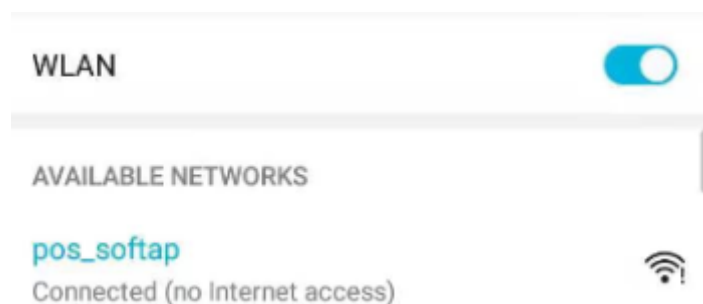 WLAN
AVAILABLE NETWORKS
pos_softap
Connected (no Internet access)